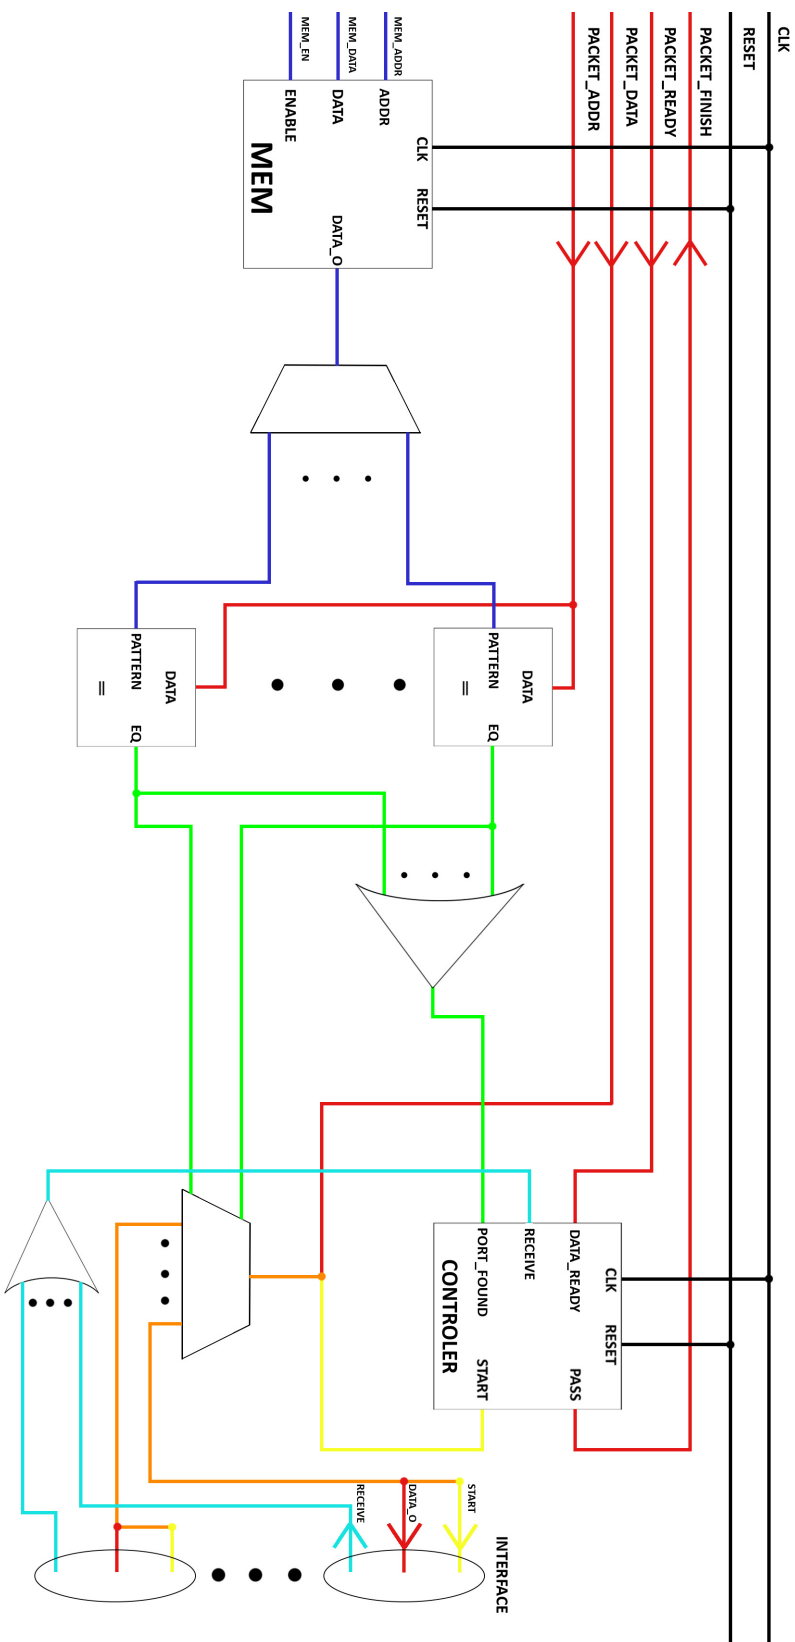 CLK
RESET
PACKET_FINISH
PACKET_READY
PACKET_DATA
PACKET_ADDR
MEM_ADDR
MEM_DATA
MEM_EN
CLK
RESET
ADDR
DATA
ENABLE
DATA_O
MEM
DATA
PATTERN
=
EQ
DATA
PATTERN
=
EQ
CLK
RESET
DATA_READY
PASS
RECEIVE
PORT_FOUND
START
CONTROLER
INTERFACE
START
DATA_O
RECEIVE